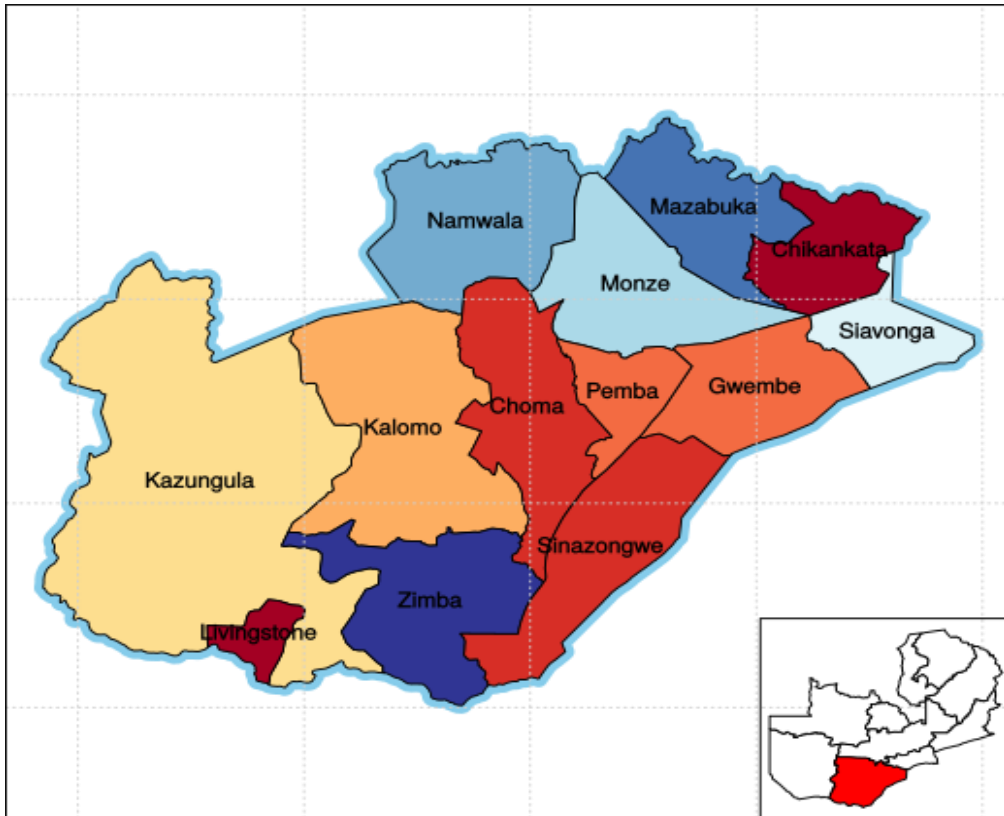 Namwala
Mazabuka
Chikankata
Monze
Siavonga
Pemba
Gwembe
Choma
Kalomo
Kazungula
Sinazongwe
Zimba
Livingstone